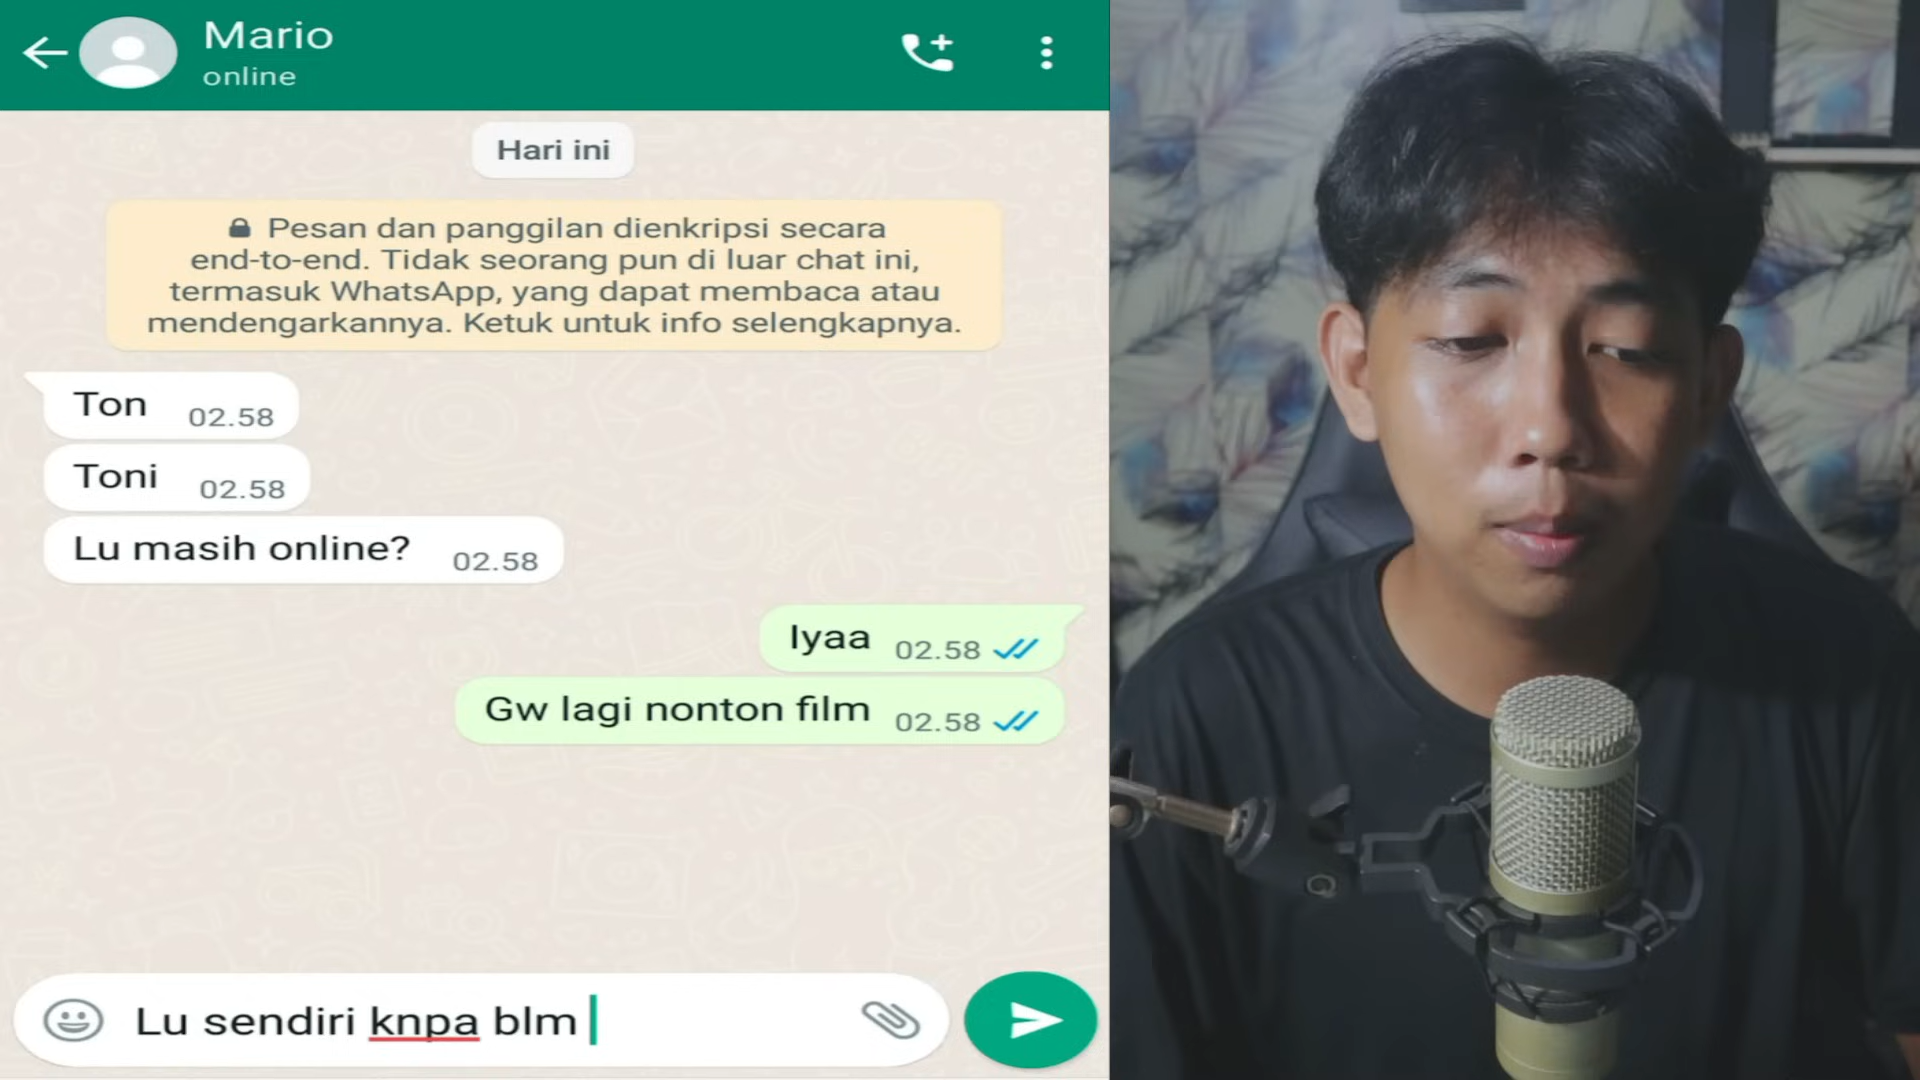 Mario
online
Hari ini
Pesan dan panggilan dienkripsi secara
end-to-end. Tidak seorang pun di luar chat ini,
termasuk WhatsApp, yang dapat membaca atau
mendengarkannya. Ketuk untuk info selengkapnya.
Ton 02.58
Toni 02.58
Lu masih online? 02.58
Iyaa 02.58
Gw lagi nonton film 02.58
Lu sendiri knpa blm